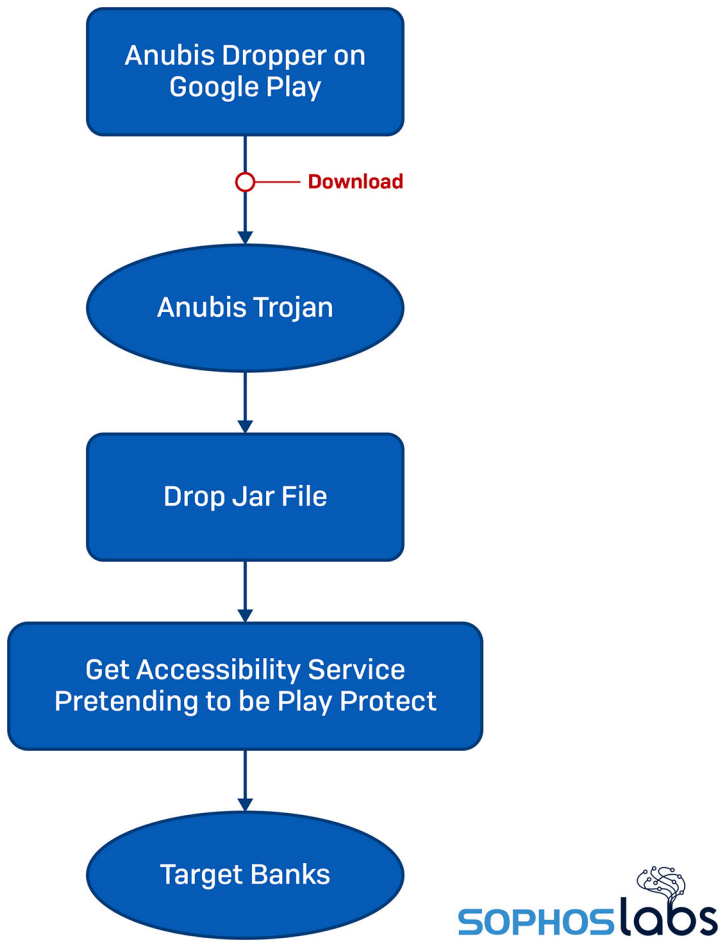 Anubis Dropper on
Google Play
Download
Anubis Trojan
Drop Jar File
Get Accessibility Service
Pretending to be Play Protect
Target Banks
SOPHOSlabs